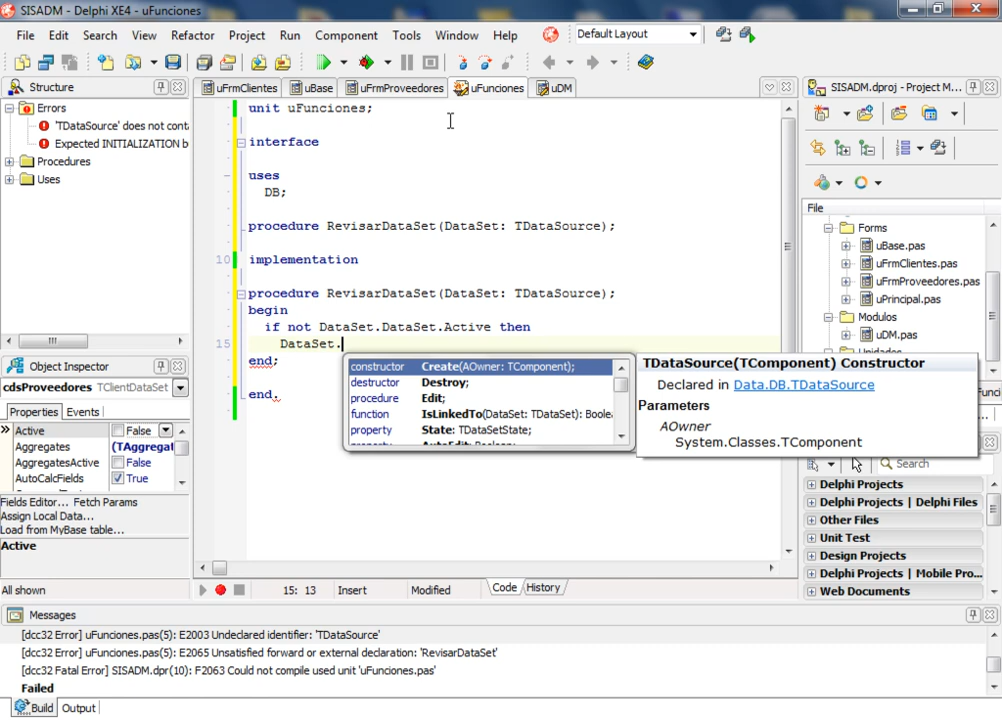 SISADM - Delphi XE4 - uFunciones
File Edit Search View Refactor Project Run Component Tools Window Help
Default Layout
Structure
Errors
'TDataSource' does not cont
Expected INITIALIZATION b
Procedures
Uses
uFrmClientes uBase uFrmProveedores uFunciones uDM
unit uFunciones;
interface
uses
DB;
procedure RevisarDataSet(DataSet: TDataSource);
10 implementation
procedure RevisarDataSet(DataSet: TDataSource);
begin
if not DataSet.DataSet.Active then
15 DataSet.
end;
end.
constructor Create(AOwner: TComponent);
destructor Destroy;
procedure Edit;
function IsLinkedTo(DataSet: TDataSet): Boole
property State: TDataSetState;
property AutoEdit: Boolean;
TDataSource(TComponent) Constructor
Declared in Data.DB.TDataSource
Parameters
AOwner
System.Classes.TComponent
SISADM.dproj - Project M...
File
Forms
uBase.pas
uFrmClientes.pas
uFrmProveedores.pas
uPrincipal.pas
Modulos
uDM.pas
Search
Delphi Projects
Delphi Projects | Delphi Files
Other Files
Unit Test
Design Projects
Delphi Projects | Mobile Pro...
Web Documents
Object Inspector
cdsProveedores TClientDataSet
Properties Events
Active False
Aggregates (TAggregat
AggregatesActive False
AutoCalcFields True
Fields Editor... Fetch Params
Assign Local Data...
Load from MyBase table...
Active
All shown
15: 13 Insert Modified Code History
Messages
[dcc32 Error] uFunciones.pas(5): E2003 Undeclared identifier: 'TDataSource'
[dcc32 Error] uFunciones.pas(5): E2065 Unsatisfied forward or external declaration: 'RevisarDataSet'
[dcc32 Fatal Error] SISADM.dpr(10): F2063 Could not compile used unit 'uFunciones.pas'
Failed
Build Output